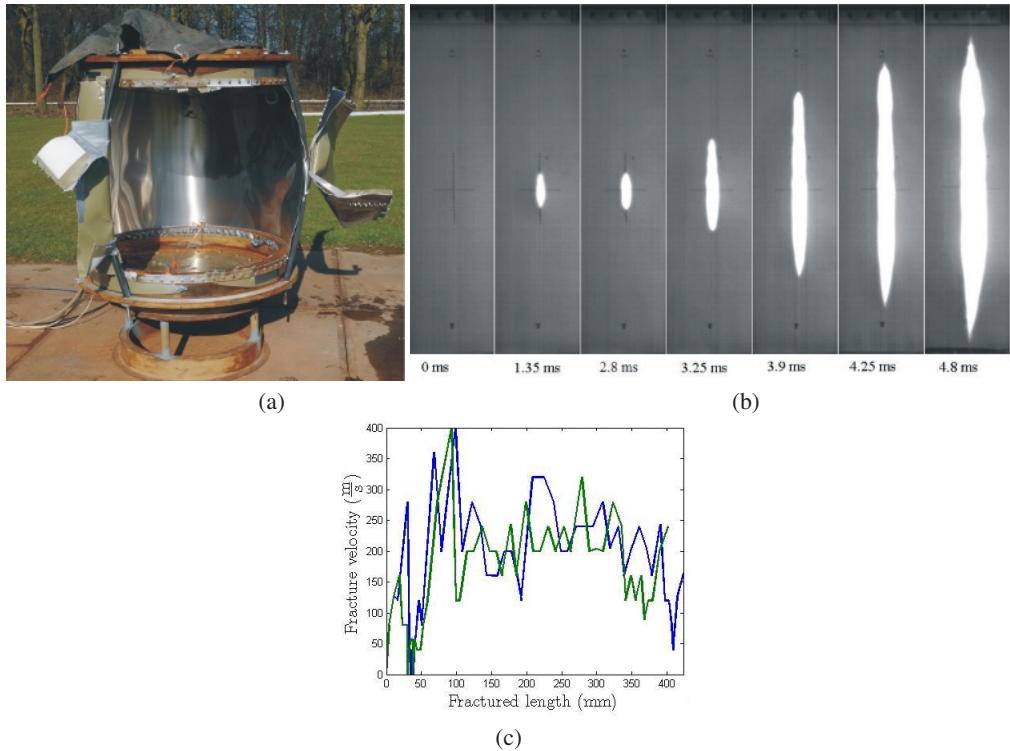 0 ms 1.35 ms 2.8 ms 3.25 ms 3.9 ms 4.25 ms 4.8 ms
(a) (b)
400
350
300
250
200
150
100
50
0
Fracture velocity (m/s)
0 50 100 150 200 250 300 350 400
Fractured length (mm)
(c)